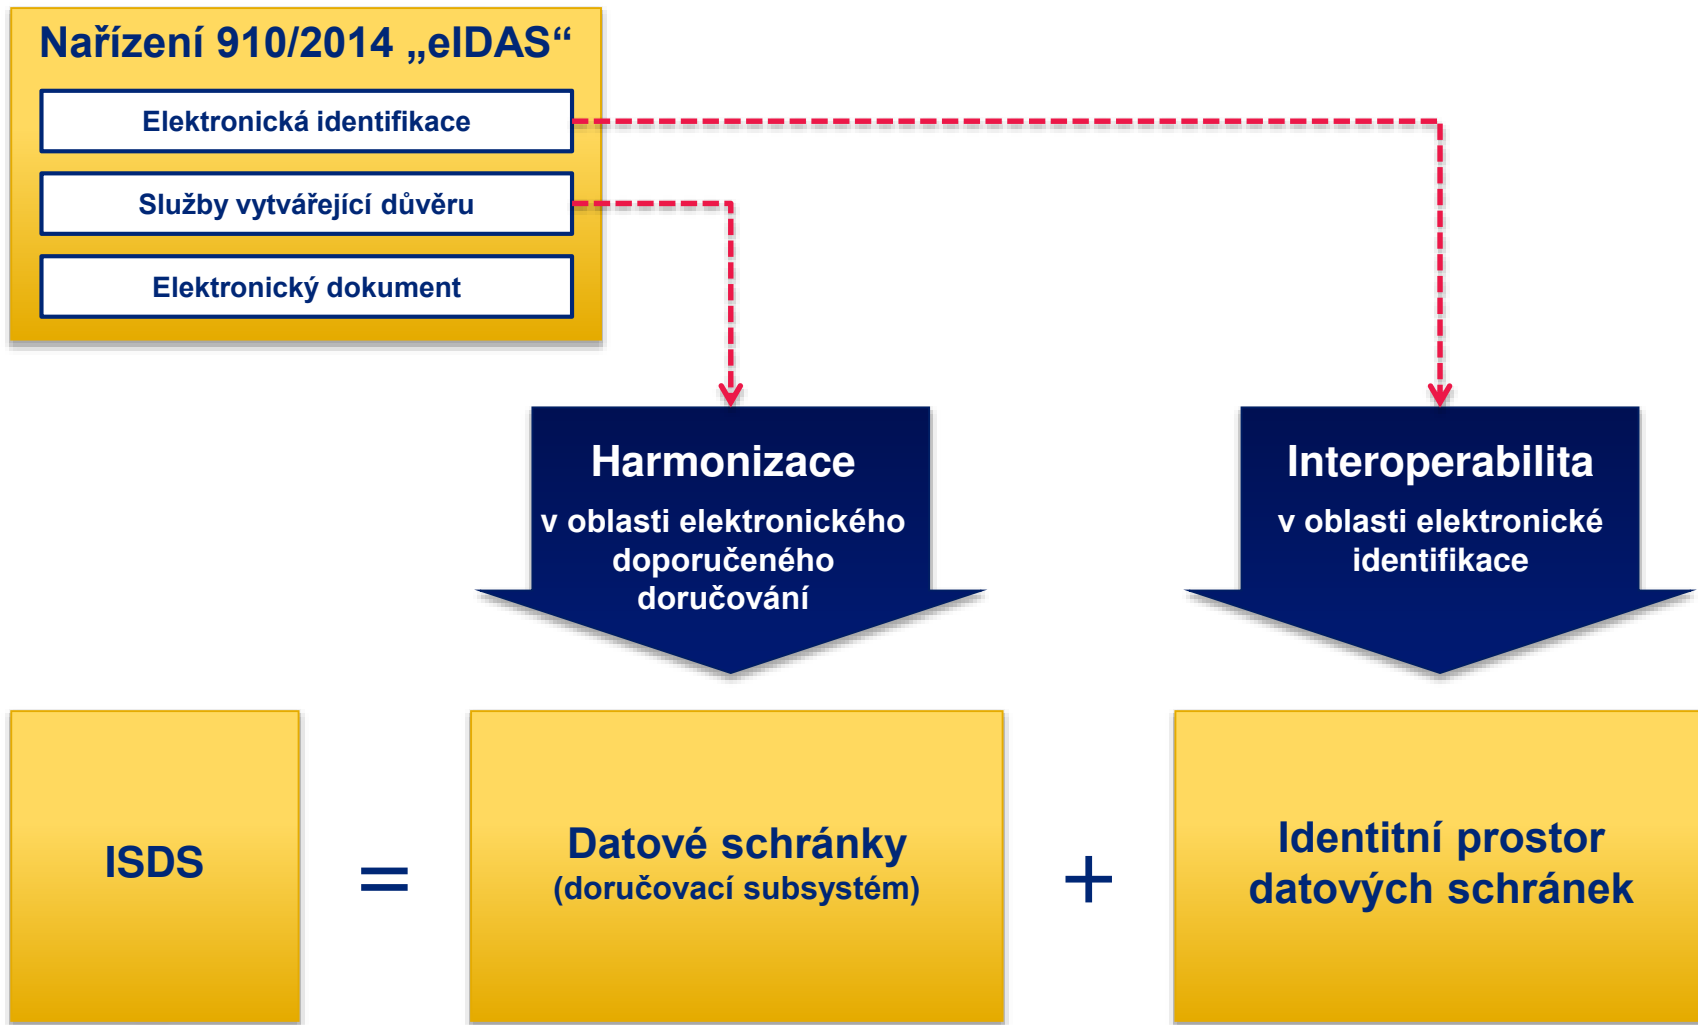 Nařízení 910/2014 „eIDAS“
Elektronická identifikace
Služby vytvářející důvěru
Elektronický dokument
Harmonizace
v oblasti elektronického
doporučeného
doručování
Interoperabilita
v oblasti elektronické
identifikace
ISDS
=
Datové schránky
(doručovací subsystém)
+
Identitní prostor
datových schránek